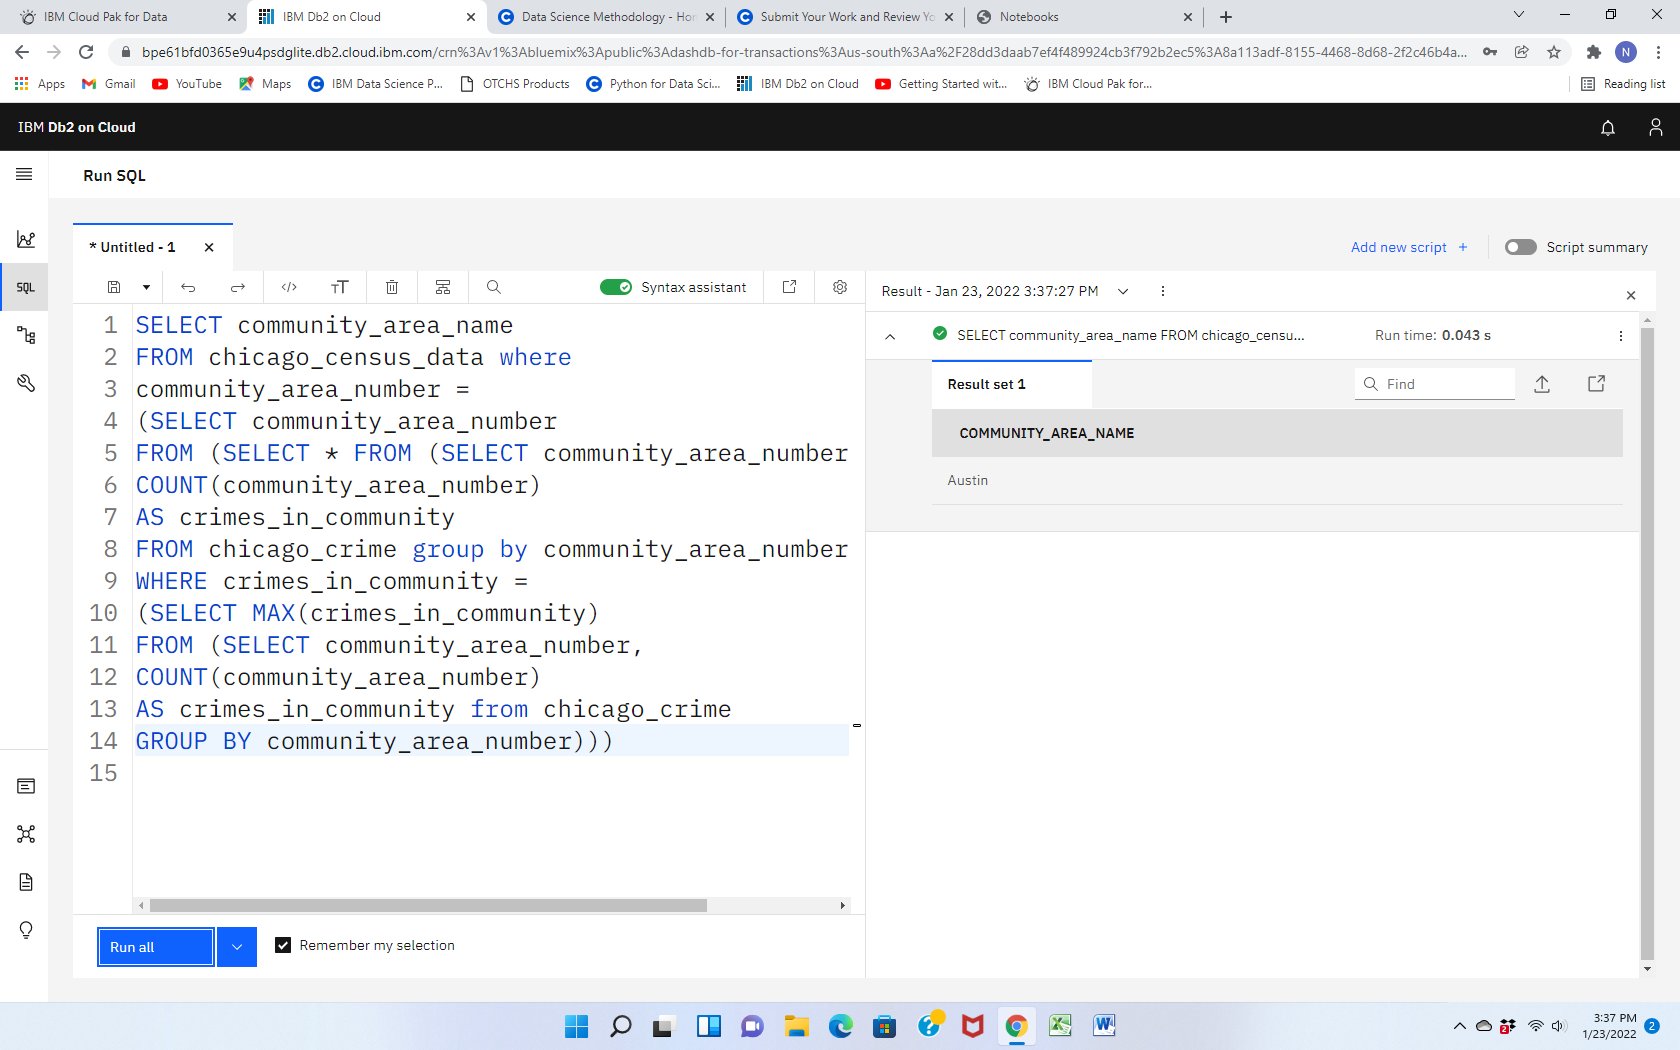 IBM Cloud Pak for Data
IBM Db2 on Cloud
Data Science Methodology - Hor
Submit Your Work and Review Yo
Notebooks
bpe61bfd0365e9u4psdglite.db2.cloud.ibm.com/crn%3Av1%3Abluemix%3Apublic%3Adashdb-for-transactions%3Aus-south%3Aa%2F28dd3daab7ef4f489924cb3f792b2ec5%3A8a113adf-8155-4468-8d68-2f2c46b4a...
N
Apps
Gmail
YouTube
Maps
IBM Data Science P...
OTCHS Products
Python for Data Sci...
IBM Db2 on Cloud
Getting Started wit...
IBM Cloud Pak for...
Reading list
IBM Db2 on Cloud
Run SQL
* Untitled - 1
Add new script +
Script summary
SQL
Syntax assistant
Result - Jan 23, 2022 3:37:27 PM
1 SELECT community_area_name
2 FROM chicago_census_data where
3 community_area_number =
4 (SELECT community_area_number
5 FROM (SELECT * FROM (SELECT community_area_number
6 COUNT(community_area_number)
7 AS crimes_in_community
8 FROM chicago_crime group by community_area_number
9 WHERE crimes_in_community =
10 (SELECT MAX(crimes_in_community)
11 FROM (SELECT community_area_number,
12 COUNT(community_area_number)
13 AS crimes_in_community from chicago_crime
14 GROUP BY community_area_number)))
15
SELECT community_area_name FROM chicago_censu...
Run time: 0.043 s
Result set 1
Find
COMMUNITY_AREA_NAME
Austin
Run all
Remember my selection
2
3:37 PM
1/23/2022
2